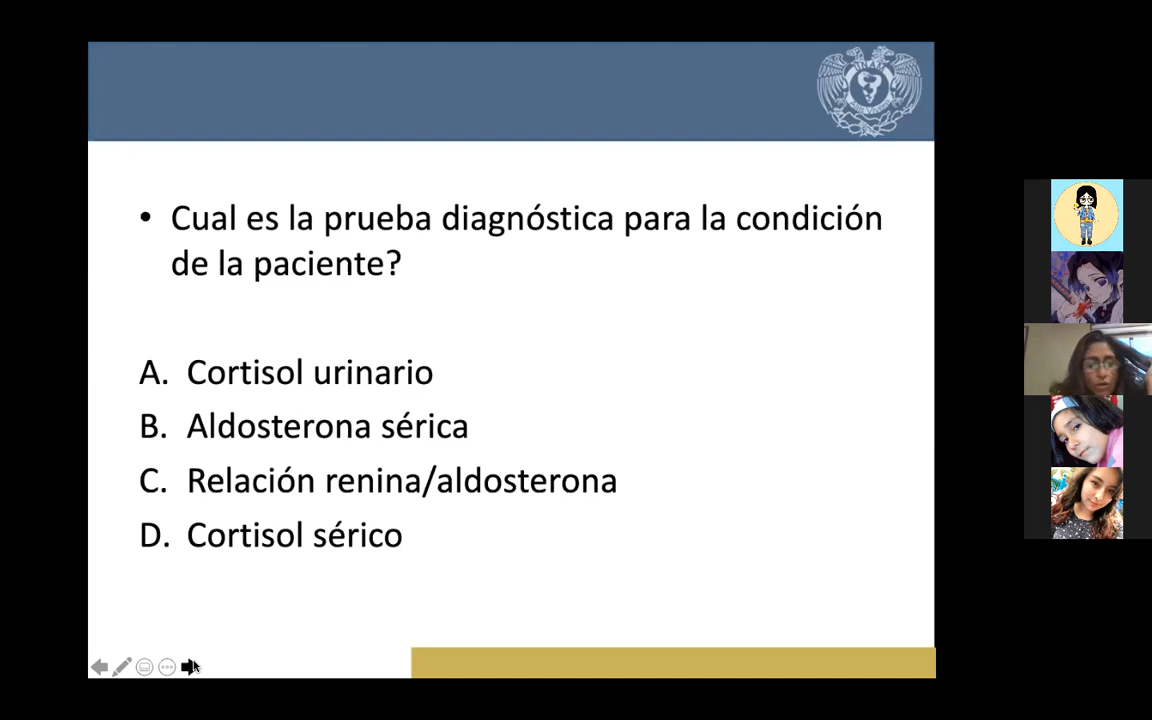 UNAM
• Cual es la prueba diagnóstica para la condición
de la paciente?
A. Cortisol urinario
B. Aldosterona sérica
C. Relación renina/aldosterona
D. Cortisol sérico